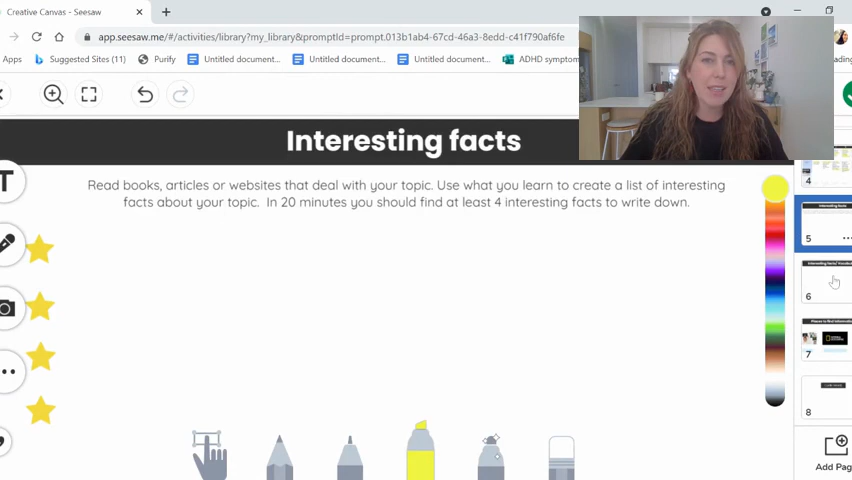 Creative Canvas - Seesaw
app.seesaw.me/#/activities/library?my_library&promptId=prompt.013b1ab4-67cd-46a3-8edd-c41f790af6fe
Apps
Suggested Sites (11)
Purify
Untitled document...
Untitled document...
Untitled document...
ADHD symptom
Interesting facts
Read books, articles or websites that deal with your topic. Use what you learn to create a list of interesting
facts about your topic. In 20 minutes you should find at least 4 interesting facts to write down.
T
4
Interesting facts
5
6
7
8
Add Pag